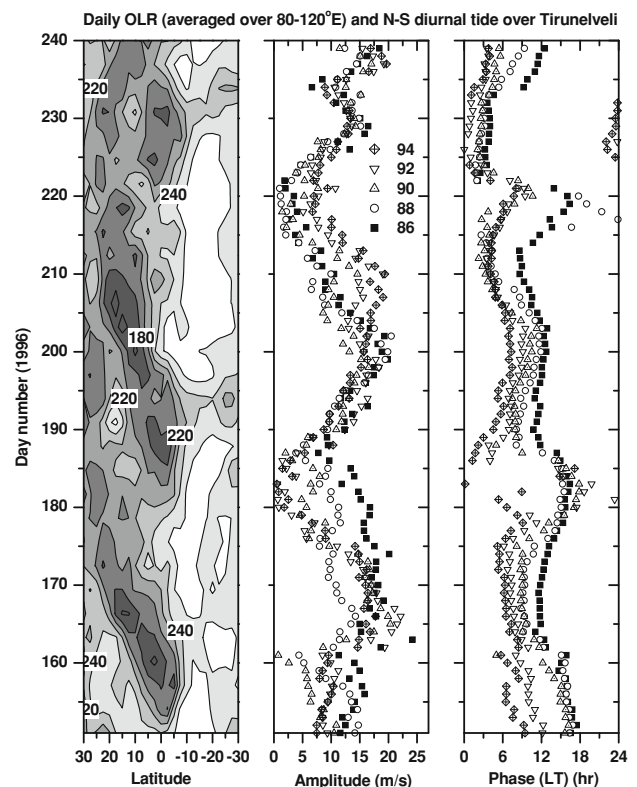 Daily OLR (averaged over 80-120°E) and N-S diurnal tide over Tirunelveli
240
230
220
210
200
190
180
170
160
Day number (1996)
220
240
180
220
220
240
240
20
94
92
90
88
86
30 20 10 0 -10 -20 -30
0 5 10 15 20 25
0 6 12 18 24
Latitude
Amplitude (m/s)
Phase (LT) (hr)